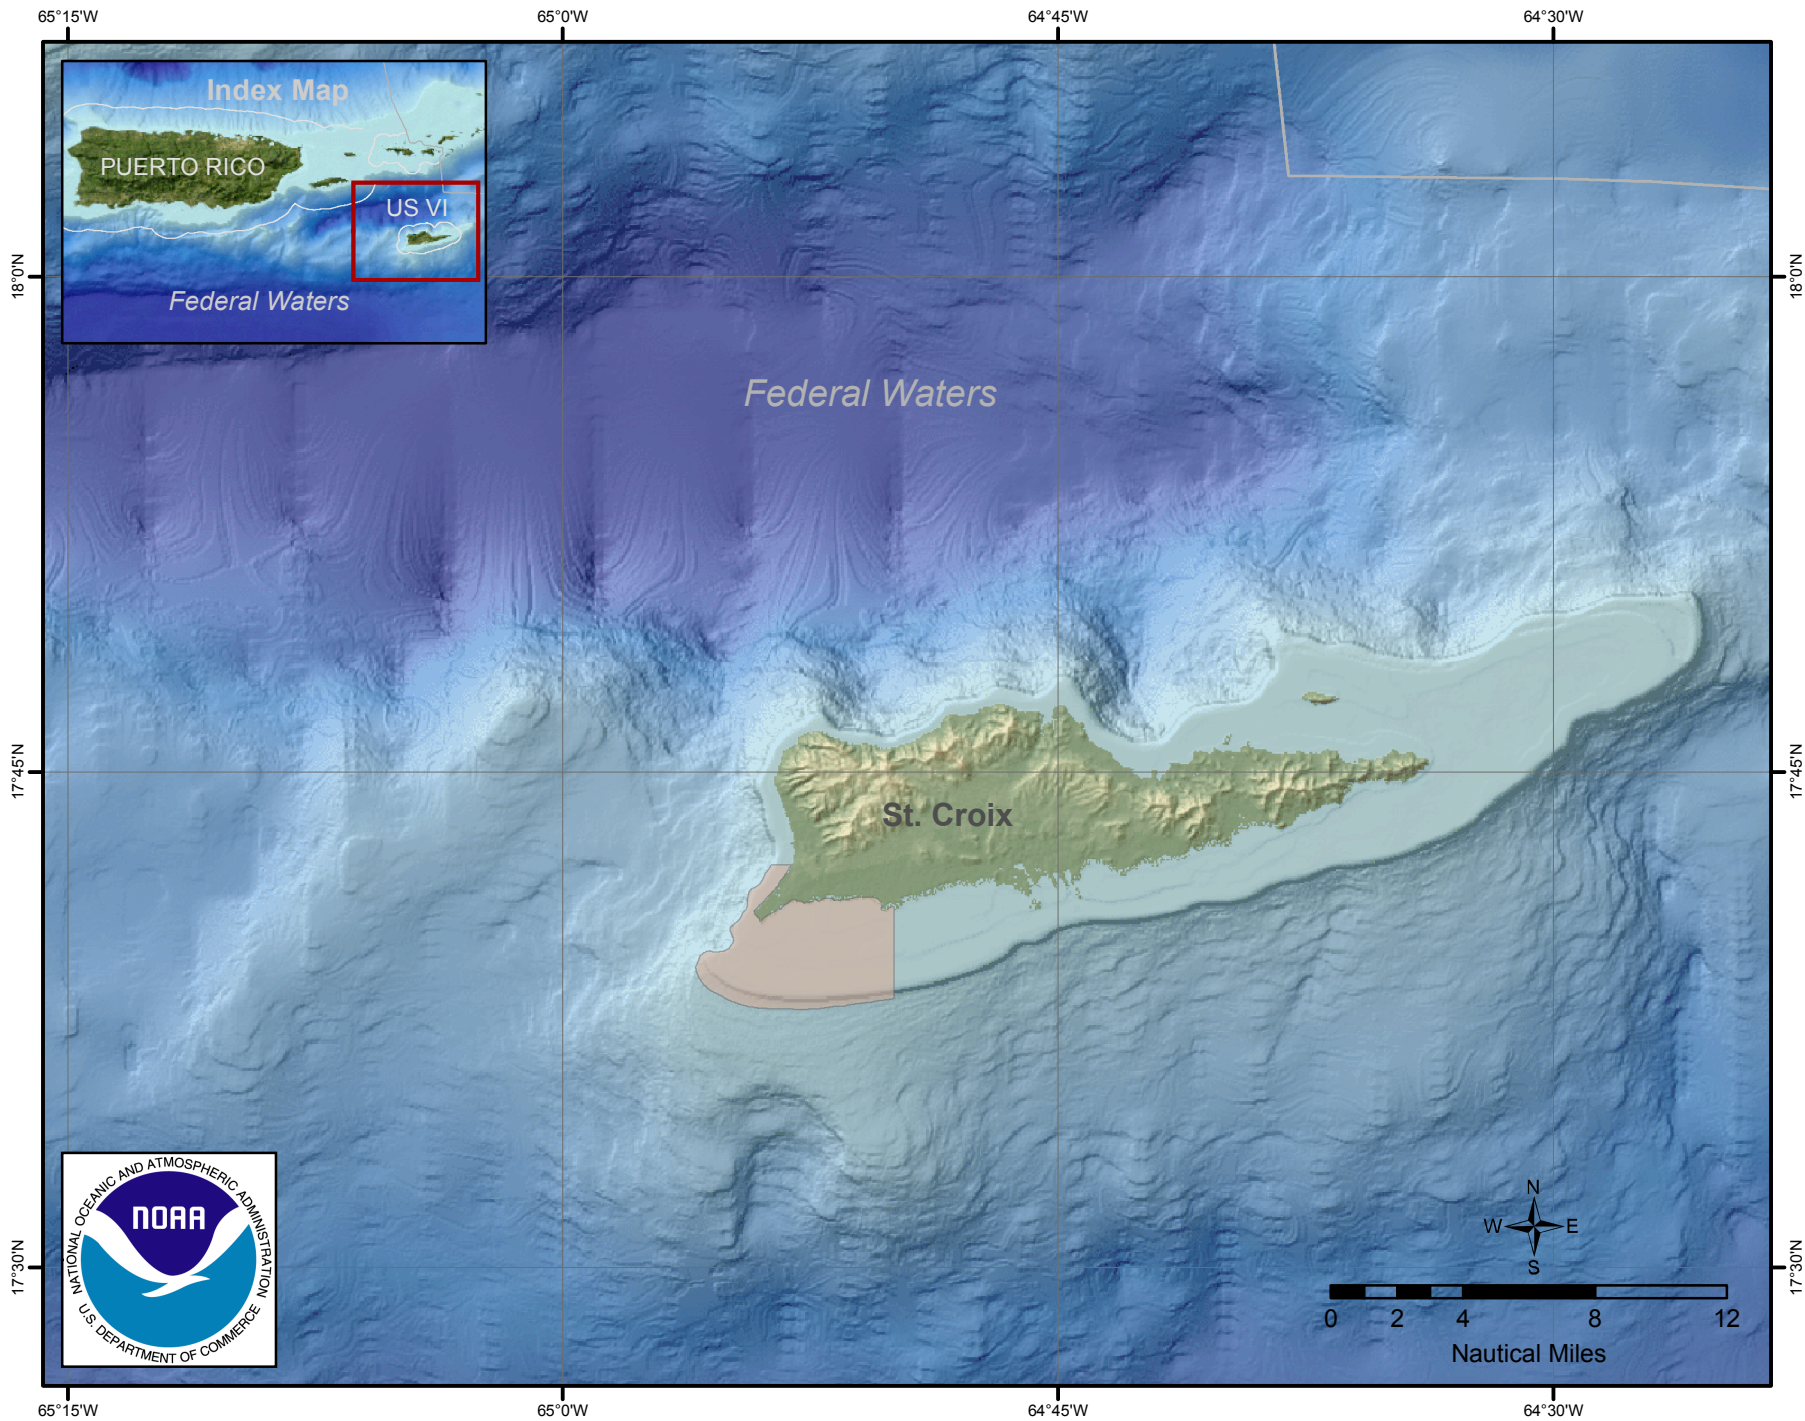 65°15'W 65°0'W 64°45'W 64°30'W
Index Map
PUERTO RICO
US VI
Federal Waters
18°0'N 18°0'N
Federal Waters
17°45'N 17°45'N
St. Croix
NATIONAL OCEANIC AND ATMOSPHERIC ADMINISTRATION
NOAA
U.S. DEPARTMENT OF COMMERCE
N
W E
S
17°30'N 17°30'N
0 2 4 8 12
Nautical Miles
65°15'W 65°0'W 64°45'W 64°30'W